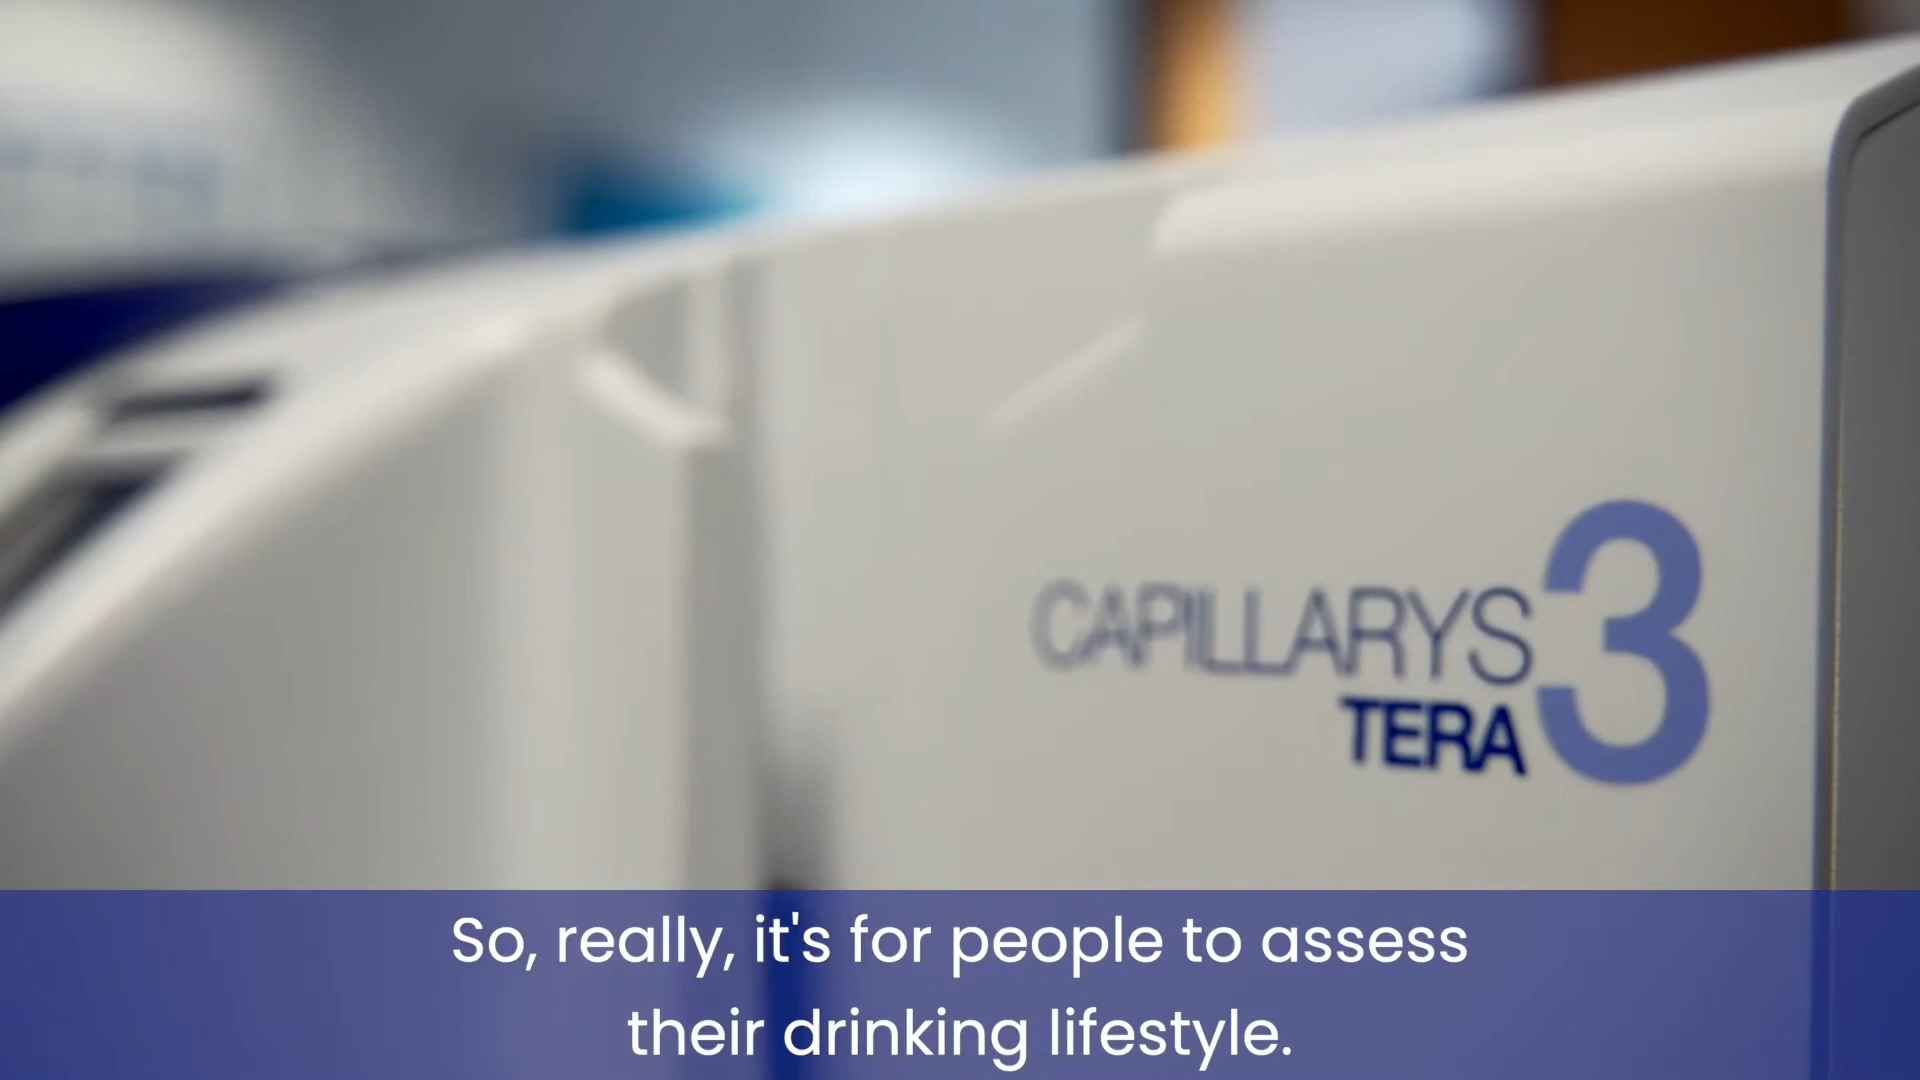 CAPILLARYS 3
TERA
So, really, it's for people to assess
their drinking lifestyle.